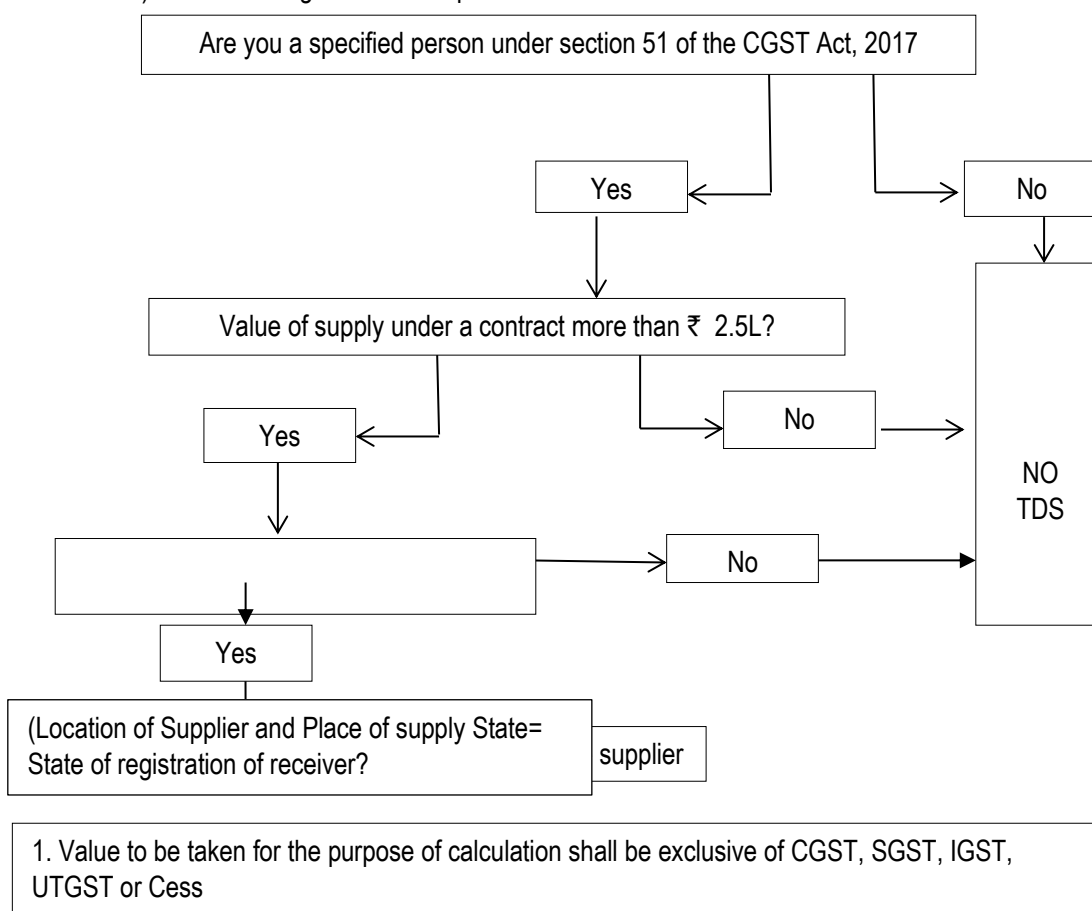 Are you a specified person under section 51 of the CGST Act, 2017
Yes
No
Value of supply under a contract more than ₹ 2.5L?
Yes
No
NO
TDS
No
Yes
(Location of Supplier and Place of supply State=
State of registration of receiver?
supplier
1. Value to be taken for the purpose of calculation shall be exclusive of CGST, SGST, IGST,
UTGST or Cess